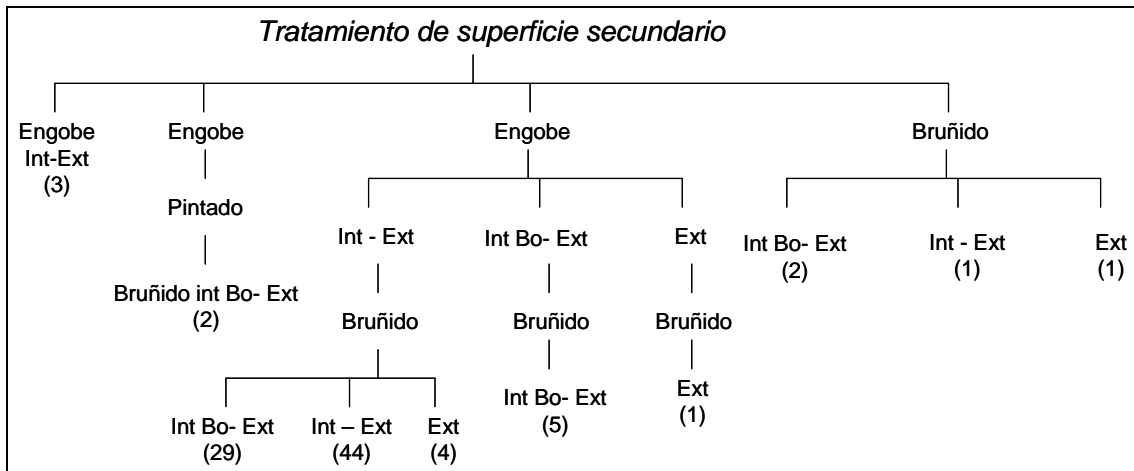 Tratamiento de superficie secundario
Engobe
Int-Ext
(3)
Engobe
Pintado
Bruñido int Bo- Ext
(2)
Engobe
Int - Ext
Bruñido
Int Bo- Ext
(29)
Int – Ext
(44)
Ext
(4)
Int Bo- Ext
Bruñido
Int Bo- Ext
(5)
Ext
Bruñido
Ext
(1)
Bruñido
Int Bo- Ext
(2)
Int - Ext
(1)
Ext
(1)